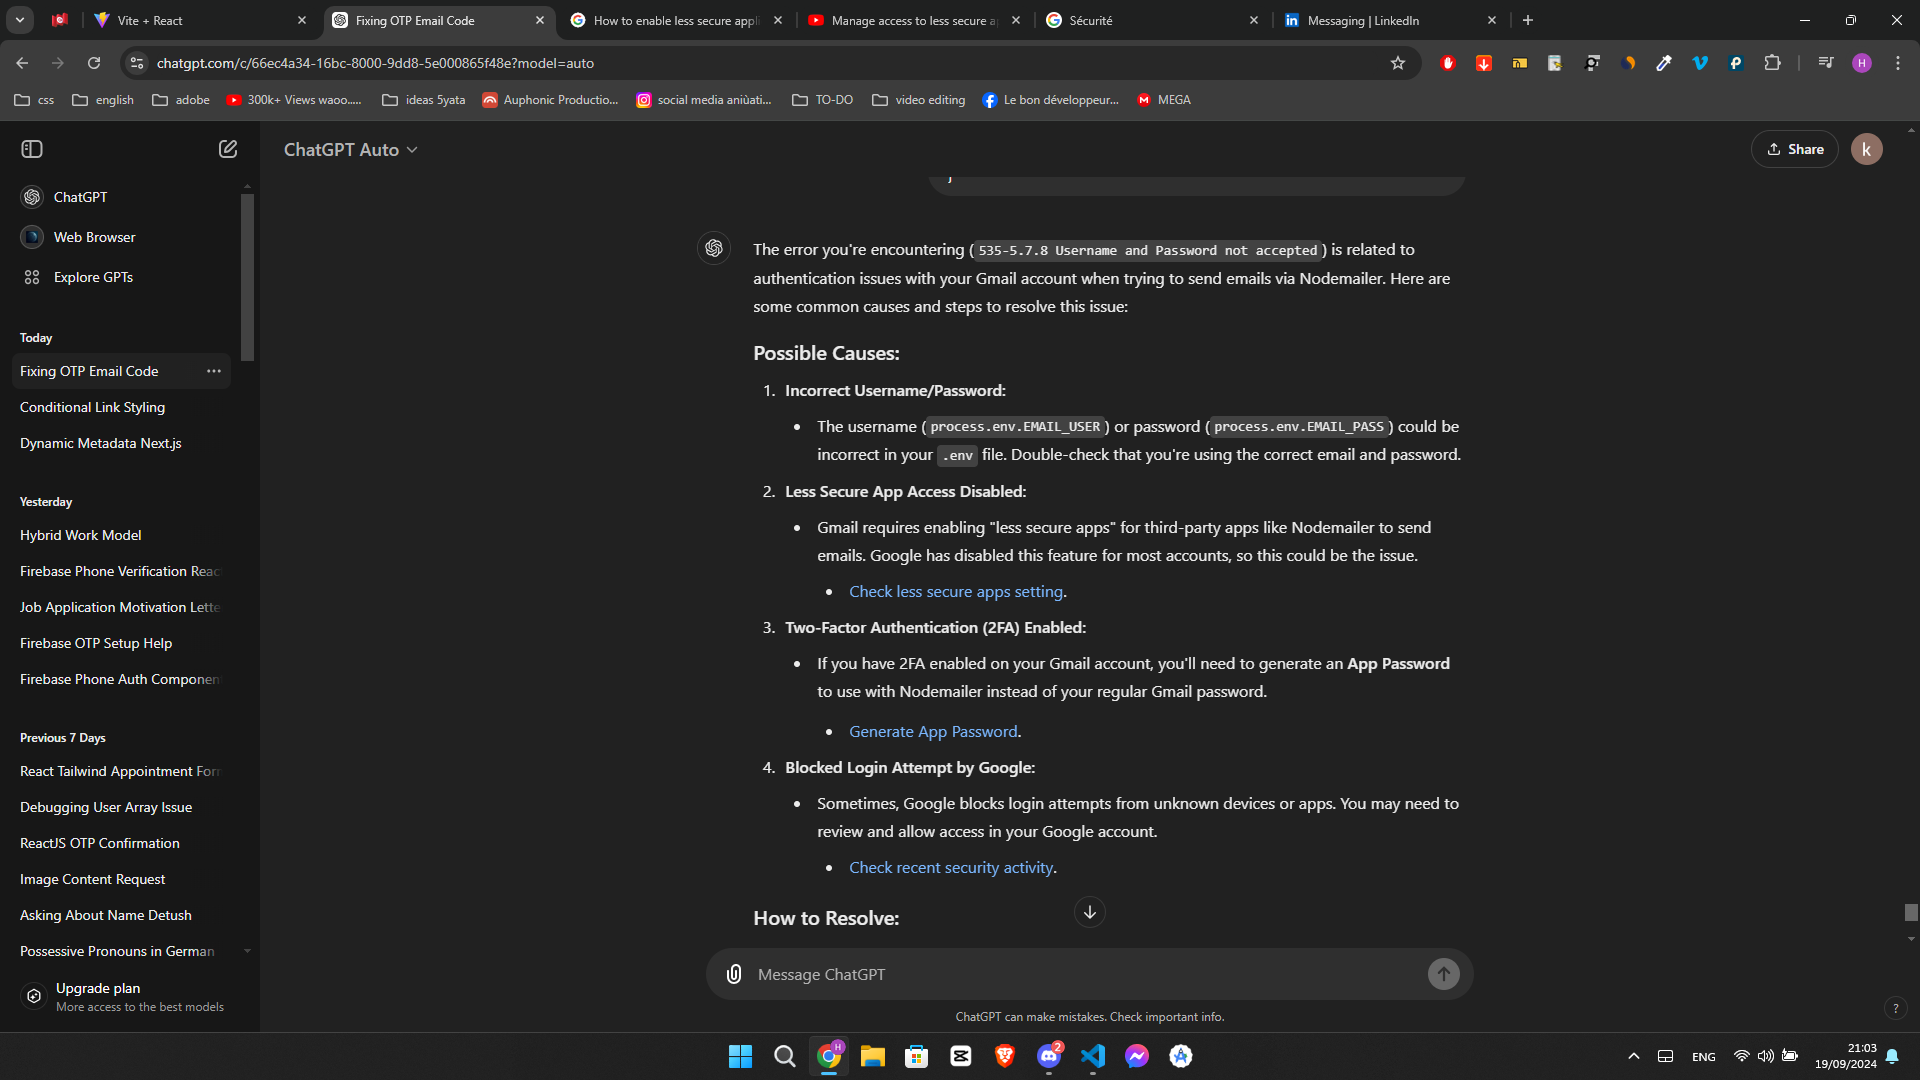 Vite + React
Fixing OTP Email Code
How to enable less secure appli
Manage access to less secure a
Sécurité
Messaging | LinkedIn
chatgpt.com/c/66ec4a34-16bc-8000-9dd8-5e000865f48e?model=auto
H
css
english
adobe
300k+ Views waoo.....
ideas 5yata
Auphonic Productio...
social media aniùati...
TO-DO
video editing
Le bon développeur...
MEGA
ChatGPT Auto
Share
k
ChatGPT
Web Browser
Explore GPTs
Today
Fixing OTP Email Code
Conditional Link Styling
Dynamic Metadata Next.js
Yesterday
Hybrid Work Model
Firebase Phone Verification Reac
Job Application Motivation Lette
Firebase OTP Setup Help
Firebase Phone Auth Componen
Previous 7 Days
React Tailwind Appointment Form
Debugging User Array Issue
ReactJS OTP Confirmation
Image Content Request
Asking About Name Detush
Possessive Pronouns in German
Upgrade plan
More access to the best models
The error you're encountering (535-5.7.8 Username and Password not accepted) is related to
authentication issues with your Gmail account when trying to send emails via Nodemailer. Here are
some common causes and steps to resolve this issue:
Possible Causes:
1. Incorrect Username/Password:
• The username (process.env.EMAIL_USER) or password (process.env.EMAIL_PASS) could be
incorrect in your .env file. Double-check that you're using the correct email and password.
2. Less Secure App Access Disabled:
• Gmail requires enabling "less secure apps" for third-party apps like Nodemailer to send
emails. Google has disabled this feature for most accounts, so this could be the issue.
• Check less secure apps setting.
3. Two-Factor Authentication (2FA) Enabled:
• If you have 2FA enabled on your Gmail account, you'll need to generate an App Password
to use with Nodemailer instead of your regular Gmail password.
• Generate App Password.
4. Blocked Login Attempt by Google:
• Sometimes, Google blocks login attempts from unknown devices or apps. You may need to
review and allow access in your Google account.
• Check recent security activity.
How to Resolve:
Message ChatGPT
ChatGPT can make mistakes. Check important info.
?
H
2
ENG
21:03
19/09/2024